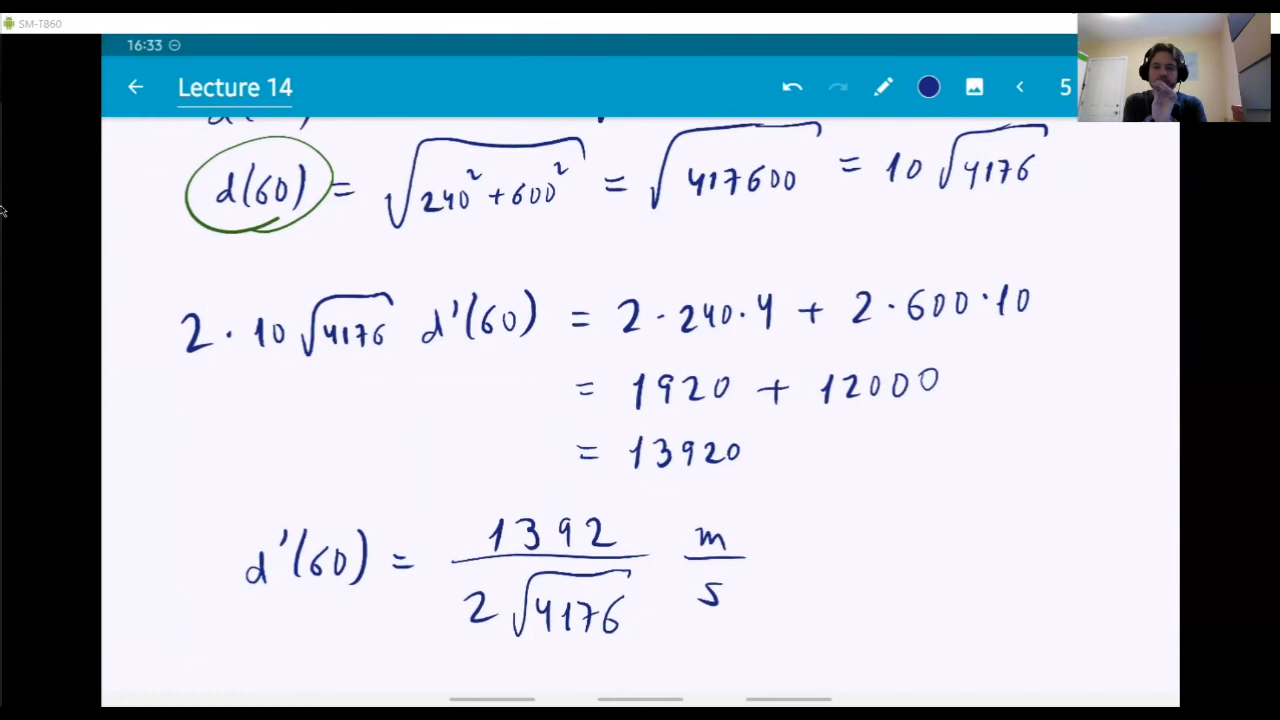 SM-T860
16:33
Lecture 14
5
d(60) = √(240² + 600²) = √417600 = 10 √4176
2 · 10 √4176 d'(60) = 2 · 240 · 4 + 2 · 600 · 10
= 1920 + 12000
= 13920
d'(60) = 1392 / 2 √4176 m / s